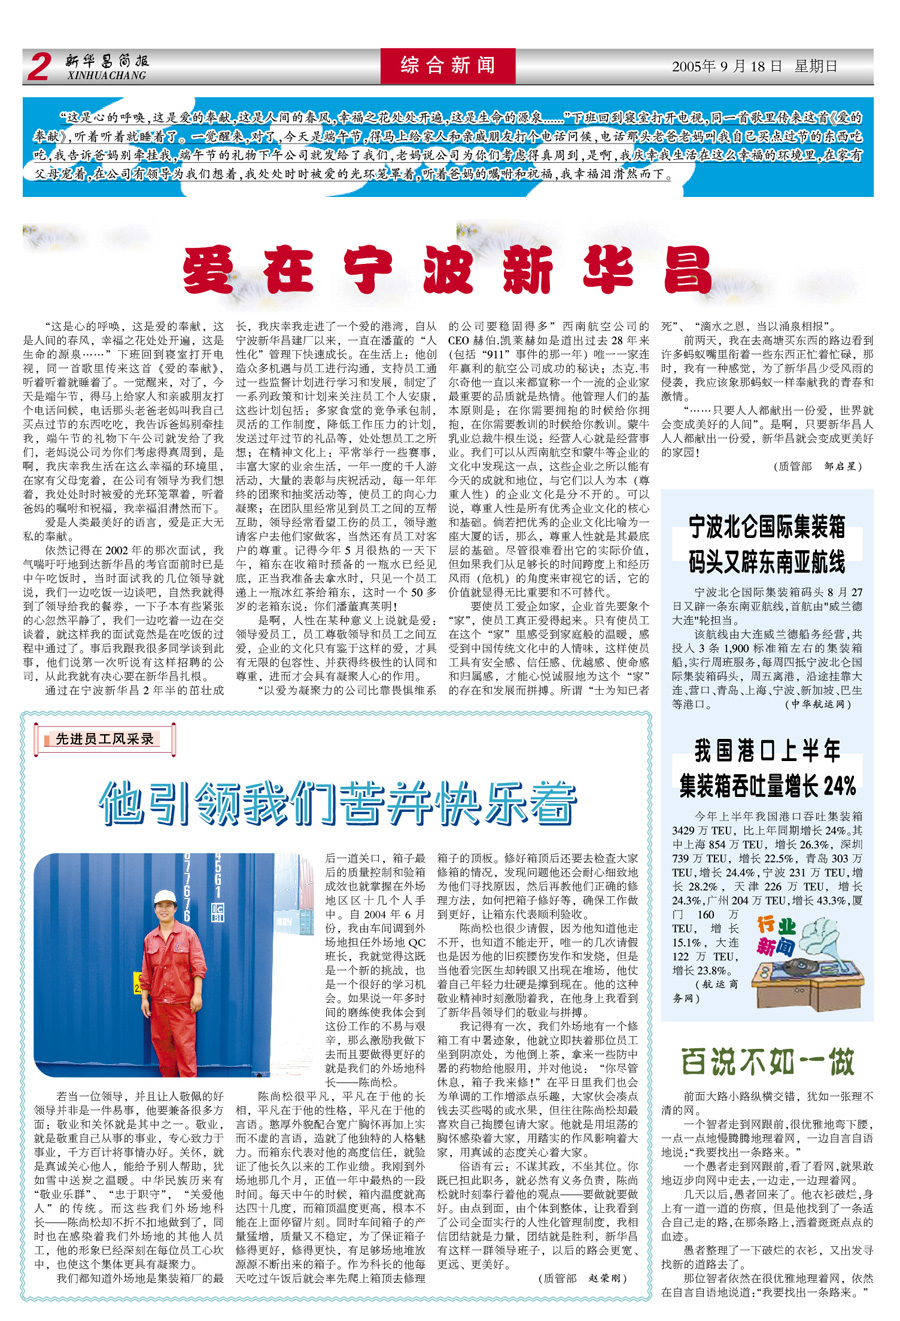 2
新华昌简报
XINHUACHANG
综合新闻
2005年 9 月 18 日 星期日
“这是心的呼唤,这是爱的奉献,这是人间的春风,幸福之花处处开遍,这是生命的源泉……”下班回到寝室打开电视,同一首歌里传来这首《爱的
奉献》,听着听着就睡着了。一觉醒来,对了,今天是端午节,得马上给家人和亲戚朋友打个电话问候,电话那头老爸老妈叫我自己买点过节的东西吃
吃,我告诉爸妈别牵挂我,端午节的礼物下午公司就发给了我们,老妈说公司为你们考虑得真周到,是啊,我庆幸我生活在这么幸福的环境里,在家有
父母宠着,在公司有领导为我们想着,我处处时时被爱的光环笼罩着,听着爸妈的嘱咐和祝福,我幸福泪潸然而下。
爱在宁波新华昌
“这是心的呼唤，这是爱的奉献，这
是人间的春风，幸福之花处处开遍，这是
生命的源泉……”下班回到寝室打开电
视，同一首歌里传来这首《爱的奉献》，
听着听着就睡着了。一觉醒来，对了，今
天是端午节，得马上给家人和亲戚朋友打
个电话问候，电话那头老爸老妈叫我自己
买点过节的东西吃吃，我告诉爸妈别牵挂
我，端午节的礼物下午公司就发给了我
们，老妈说公司为你们考虑得真周到，是
啊，我庆幸我生活在这么幸福的环境里，
在家有父母宠着，在公司有领导为我们想
着，我处处时时被爱的光环笼罩着，听着
爸妈的嘱咐和祝福，我幸福泪潸然而下。
爱是人类最美好的语言，爱是正大无
私的奉献。
依然记得在 2002 年的那次面试，我
气喘吁吁地到达新华昌的考官面前时已是
中午吃饭时，当时面试我的几位领导就
说，我们一边吃饭一边谈吧，自然我就得
到了领导给我的餐券，一下子本有些紧张
的心忽然平静了，我们一边吃着一边在交
谈着，就这样我的面试竟然是在吃饭的过
程中通过了。事后我跟我很多同学谈到此
事，他们说第一次听说有这样招聘的公
司，从此我就有决心要在新华昌扎根。
通过在宁波新华昌 2 年半的茁壮成
长，我庆幸我走进了一个爱的港湾，自从
宁波新华昌建厂以来，一直在潘董的“人
性化”管理下快速成长。在生活上：他创
造众多机遇与员工进行沟通，支持员工通
过一些监督计划进行学习和发展，制定了
一系列政策和计划来关注员工个人安康，
这些计划包括：多家食堂的竞争承包制，
灵活的工作制度，降低工作压力的计划，
发送过年过节的礼品等，处处想员工之所
想；在精神文化上：平常举行一些赛事，
丰富大家的业余生活，一年一度的千人游
活动，大量的表彰与庆祝活动，每一年年
终的团聚和抽奖活动等，使员工的向心力
凝聚；在团队里经常见到员工之间的互帮
互助，领导经常看望工伤的员工，领导邀
请客户去他们家做客，当然还有员工对客
户的尊重。记得今年 5 月很热的一天下
午，箱东在收箱时预备的一瓶水已经见
底，正当我准备去拿水时，只见一个员工
递上一瓶冰红茶给箱东，这时一个 50 多
岁的老箱东说：你们潘董真英明！
是啊，人性在某种意义上说就是爱；
领导爱员工，员工尊敬领导和员工之间互
爱，企业的文化只有鉴于这样的爱，才具
有无限的包容性、并获得终极性的认同和
尊重，进而才会具有凝聚人心的作用。
“以爱为凝聚力的公司比靠畏惧维系
的公司要稳固得多” 西南航空公司的
CEO 赫伯.凯莱赫如是道出过去 28 年来
(包括“911”事件的那一年) 唯一一家连
年赢利的航空公司成功的秘诀；杰克.韦
尔奇他一直以来都宣称一个一流的企业家
最重要的品质就是热情。他管理人们的基
本原则是：在你需要拥抱的时候给你拥
抱，在你需要教训的时候给你教训。蒙牛
乳业总裁牛根生说：经营人心就是经营事
业。我们可以从西南航空和蒙牛等企业的
文化中发现这一点，这些企业之所以能有
今天的成就和地位，与它们以人为本（尊
重人性）的企业文化是分不开的。可以
说，尊重人性是所有优秀企业文化的核心
和基础。倘若把优秀的企业文化比喻为一
座大厦的话，那么，尊重人性就是其最底
层的基础。尽管很难看出它的实际价值，
但如果我们从足够长的时间跨度上和经历
风雨（危机）的角度来审视它的话，它的
价值就显得无比重要和不可替代。
要使员工爱企如家，企业首先要象个
“家”，使员工真正爱得起来。只有使员工
在这个“家”里感受到家庭般的温暖，感
受到中国传统文化中的人情味，这样使员
工具有安全感、信任感、优越感、使命感
和归属感，才能心悦诚服地为这个“家”
的存在和发展而拼搏。所谓“士为知已者
死”、“滴水之恩，当以涌泉相报”。
前两天，我在去高塘买东西的路边看到
许多蚂蚁嘴里衔着一些东西正忙着忙碌，那
时，我有一种感觉，为了新华昌少受风雨的
侵袭，我应该象那蚂蚁一样奉献我的青春和
激情。
“……只要人人都献出一份爱，世界就
会变成美好的人间”。是啊，只要新华昌人
人人都献出一份爱，新华昌就会变成更美好
的家园！
(质管部 邹启星)
宁波北仑国际集装箱
码头又辟东南亚航线
宁波北仑国际集装箱码头 8 月 27
日又辟一条东南亚航线,首航由"威兰德
大连"轮担当。
该航线由大连威兰德船务经营,共
投入 3 条 1,900 标准箱左右的集装箱
船,实行周班服务,每周四抵宁波北仑国
际集装箱码头，周五离港，沿途挂靠大
连、营口、青岛、上海、宁波、新加坡、巴生
等港口。 (中华航运网)
我国港口上半年
集装箱吞吐量增长 24%
今年上半年我国港口吞吐集装箱
3429 万 TEU，比上年同期增长 24%。其
中上海 854 万 TEU，增长 26.3%，深圳
739 万 TEU，增长 22.5%，青岛 303 万
TEU,增长 24.4%,宁波 231 万 TEU,增
长 28.2%，天津 226 万 TEU，增长
24.3%,广州 204 万 TEU,增长 43.3%,厦
门 160 万
TEU，增长
15.1%，大连
122 万 TEU，
增长 23.8%。
(航运商
务网)
行业
新闻
百说不如一做
前面大路小路纵横交错，犹如一张理不
清的网。
一个智者走到网跟前,很优雅地弯下腰,
一点一点地慢腾腾地理着网，一边自言自语
地说:“我要找出一条路来。”
一个愚者走到网跟前,看了看网,就果敢
地迈步向网中走去,一边走,一边理着网。
几天以后,愚者回来了。他衣衫破烂,身
上有一道一道的伤痕，但是他找到了一条适
合自己走的路,在那条路上,洒着斑斑点点的
血迹。
愚者整理了一下破烂的衣衫，又出发寻
找新的道路去了。
那位智者依然在很优雅地理着网，依然
在自言自语地说道:“我要找出一条路来。”
先进员工风采录
他引领我们苦并快乐着
若当一位领导，并且让人敬佩的好
领导并非是一件易事，他要兼备很多方
面：敬业和关怀就是其中之一。敬业，
就是敬重自己从事的事业，专心致力于
事业，千方百计将事情办好。关怀，就
是真诚关心他人，能给予别人帮助，犹
如雪中送炭之温暖。中华民族历来有
“敬业乐群”、“忠于职守”，“关爱他
人”的传统。而这些我们外场地科
长——陈尚松却不折不扣地做到了，同
时也在感染着我们外场地的其他人员
工，他的形象已经深刻在每位员工心坎
中，也使这个集体更具有凝聚力。
我们都知道外场地是集装箱厂的最
后一道关口，箱子最
后的质量控制和验箱
成效也就掌握在外场
地区区十几个人手
中。自 2004 年 6 月
份，我由车间调到外
场地担任外场地 QC
班长，我就觉得这既
是一个新的挑战，也
是一个很好的学习机
会。如果说一年多时
间的磨练使我体会到
这份工作的不易与艰
辛，那么激励我做下
去而且要做得更好的
就是我们的外场地科
长——陈尚松。
陈尚松很平凡，平凡在于他的长
相，平凡在于他的性格，平凡在于他的
言语。憨厚外貌配合宽广胸怀再加上实
而不虚的言语，造就了他独特的人格魅
力。而箱东代表对他的高度信任，就验
证了他长久以来的工作业绩。我刚到外
场地那几个月，正值一年中最热的一段
时间。每天中午的时候，箱内温度就高
达四十几度，而箱顶温度更高，根本不
能在上面停留片刻。同时车间箱子的产
量猛增，质量又不稳定，为了保证箱子
修得更好，修得更快，有足够场地堆放
源源不断出来的箱子。作为科长的他每
天吃过午饭后就会率先爬上箱顶去修理
箱子的顶板。修好箱顶后还要去检查大家
修箱的情况，发现问题他还会耐心细致地
为他们寻找原因，然后再教他们正确的修
理方法，如何把箱子修好等，确保工作做
到更好，让箱东代表顺利验收。
陈尚松也很少请假，因为他知道他走
不开，也知道不能走开，唯一的几次请假
也是因为他的旧疾腰伤发作和发烧，但是
当他看完医生却转眼又出现在堆场，他仗
着自己年轻力壮硬是撑到现在。他的这种
敬业精神时刻激励着我，在他身上我看到
了新华昌领导们的敬业与拼搏。
我记得有一次，我们外场地有一个修
箱工有中暑迹象，他就立即扶着那位员工
坐到阴凉处，为他倒上茶，拿来一些防中
暑的药物给他服用，并对他说：“你尽管
休息，箱子我来修！”在平日里我们也会
为单调的工作增添点乐趣，大家伙会凑点
钱去买些喝的或水果，但往往陈尚松却最
喜欢自己掏腰包请大家。他就是用坦荡的
胸怀感染着大家，用踏实的作风影响着大
家，用真诚的态度关心着大家。
俗语有云：不谋其政，不坐其位。你
既已担此职务，就必然有义务负责，陈尚
松就时刻奉行着他的观点——要做就要做
好。由点到面，由个体到整体，让我看到
了公司全面实行的人性化管理制度，我相
信团结就是力量，团结就是胜利，新华昌
有这样一群领导班子，以后的路会更宽、
更远、更美好。
(质管部 赵荣刚)